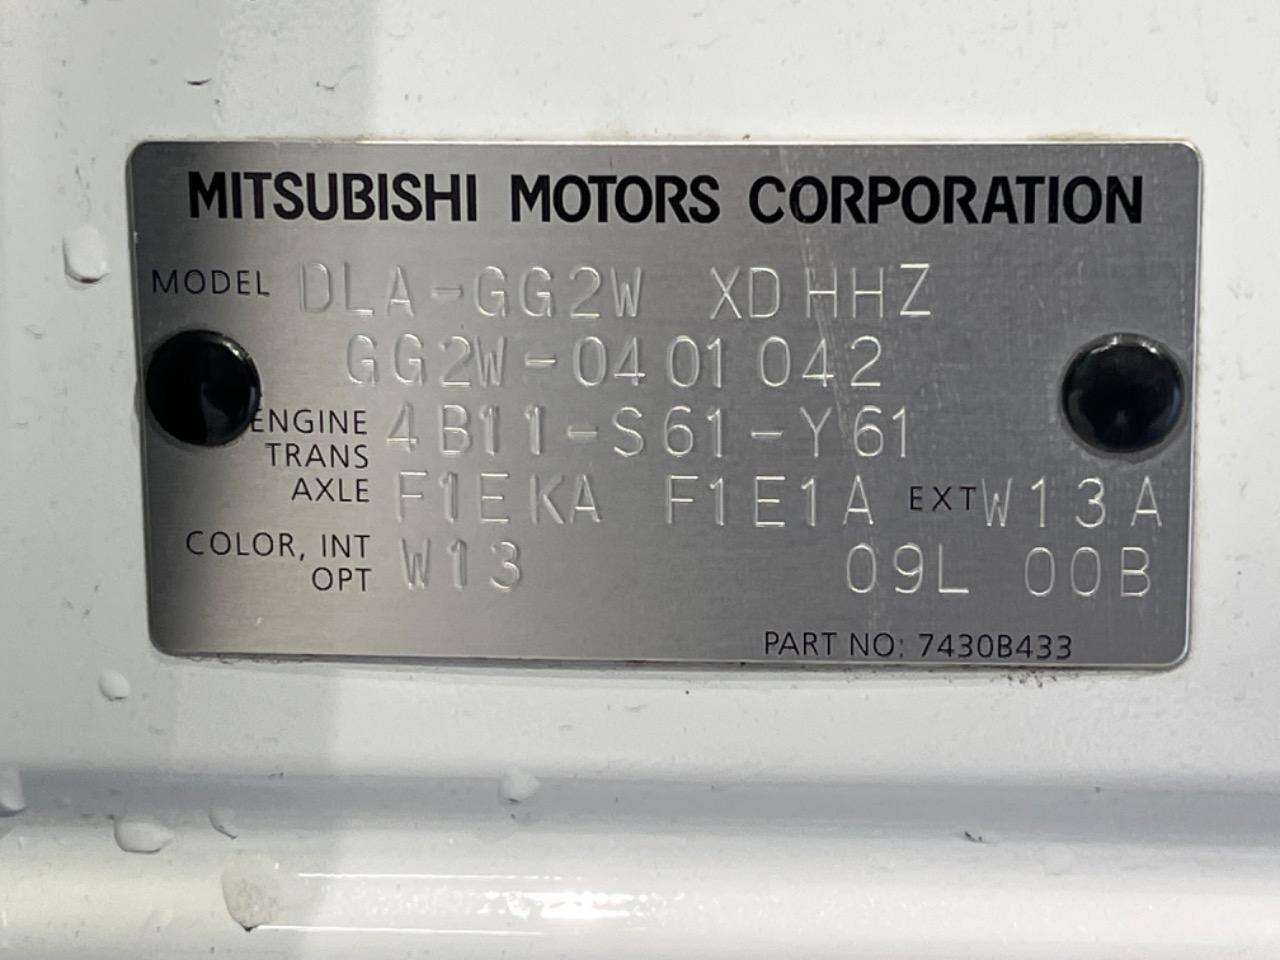 MITSUBISHI MOTORS CORPORATION
MODEL DLA-GG2W XDHHZ
GG2W-0401042
ENGINE 4B11-S61-Y61
TRANS
AXLE F1EKA F1E1A EXT W13A
COLOR, INT
OPT W13 09L 00B
PART NO: 7430B433